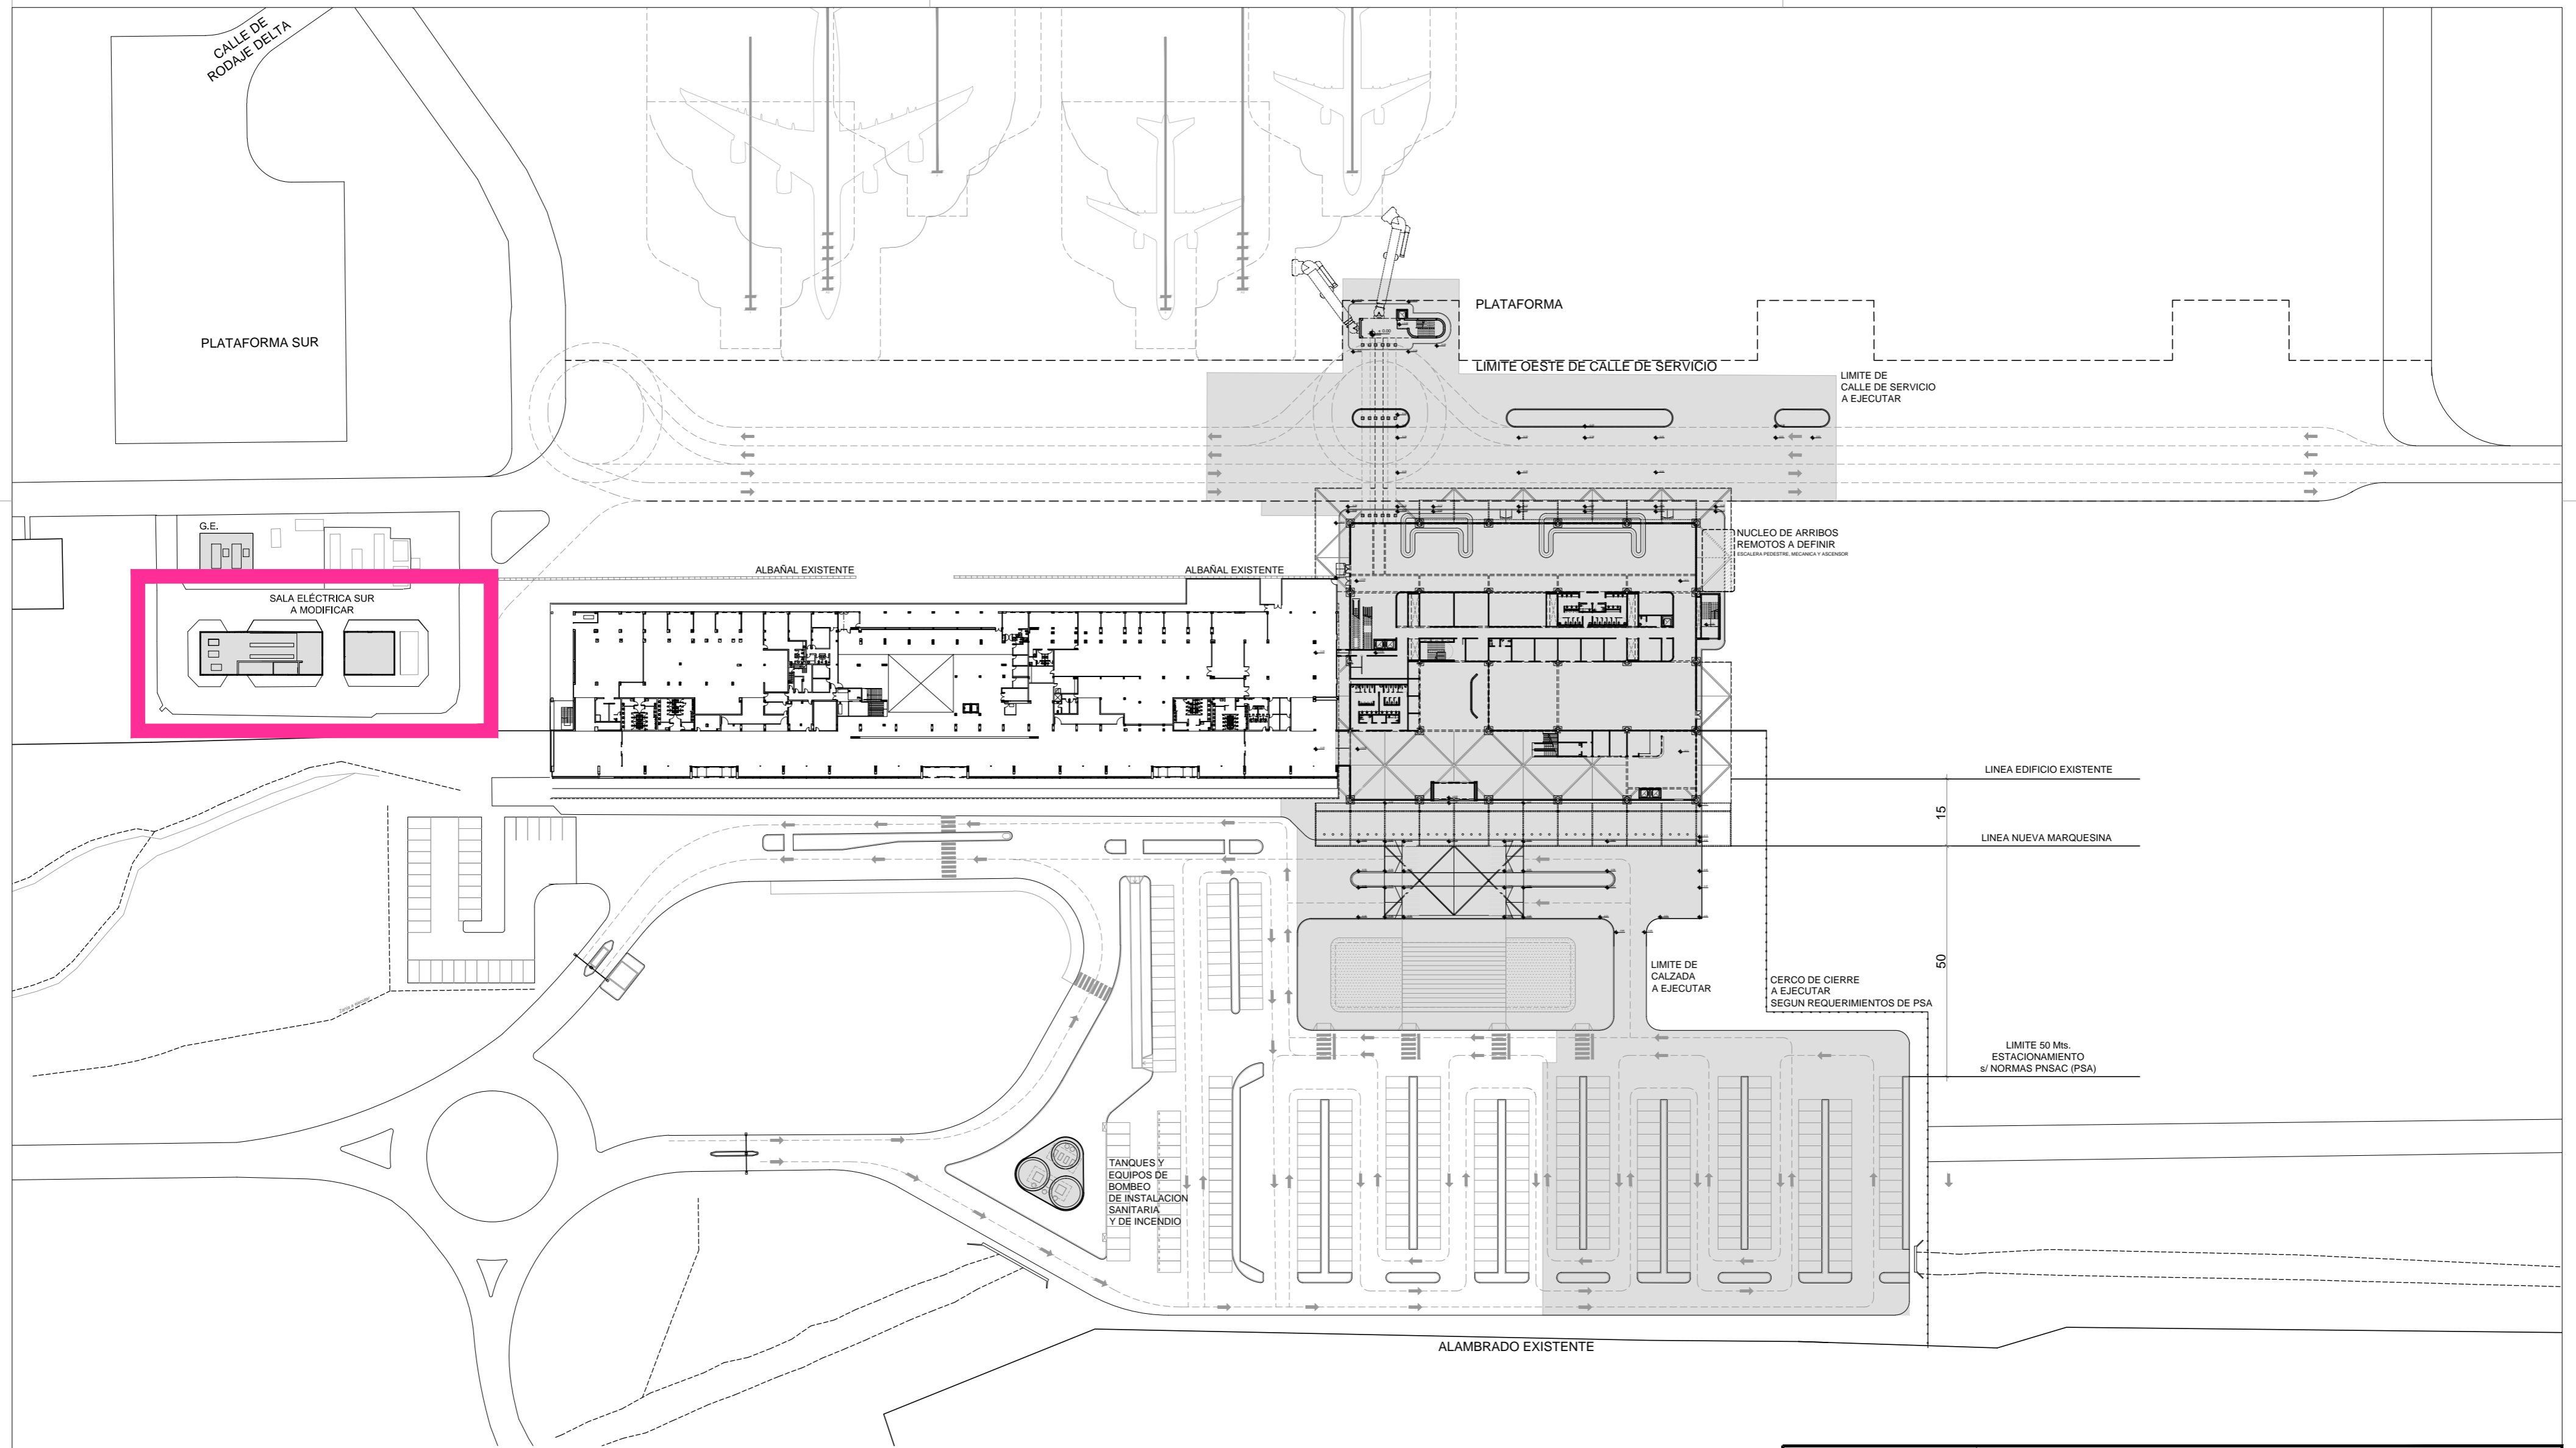 CALLE DE
RODAJE DELTA
PLATAFORMA SUR
PLATAFORMA
LIMITE OESTE DE CALLE DE SERVICIO
LIMITE DE
CALLE DE SERVICIO
A EJECUTAR
G.E.
SALA ELÉCTRICA SUR
A MODIFICAR
ALBAÑAL EXISTENTE
ALBAÑAL EXISTENTE
NUCLEO DE ARRIBOS
REMOTOS A DEFINIR
ESCALERA PEDESTRE, MECANICA Y ASCENSOR
LINEA EDIFICIO EXISTENTE
15
LINEA NUEVA MARQUESINA
50
LIMITE DE
CALZADA
A EJECUTAR
CERCO DE CIERRE
A EJECUTAR
SEGUN REQUERIMIENTOS DE PSA
LIMITE 50 Mts.
ESTACIONAMIENTO
s/ NORMAS PNSAC (PSA)
TANQUES Y
EQUIPOS DE
BOMBEO
DE INSTALACION
SANITARIA
Y DE INCENDIO
ALAMBRADO EXISTENTE